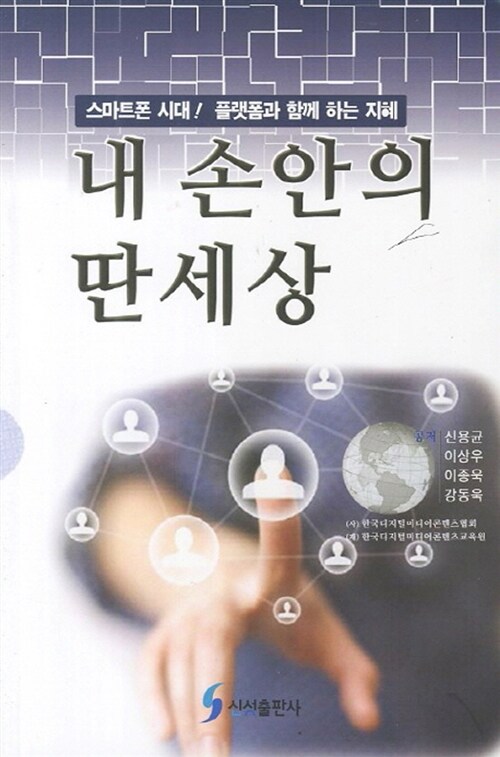 스마트폰 시대! 플랫폼과 함께 하는 지혜
내 손안의
딴세상
공저 신용균
이상우
이종욱
강동욱
(사) 한국디지털미디어콘텐츠협회
(재) 한국디지털미디어콘텐츠교육원
신성출판사